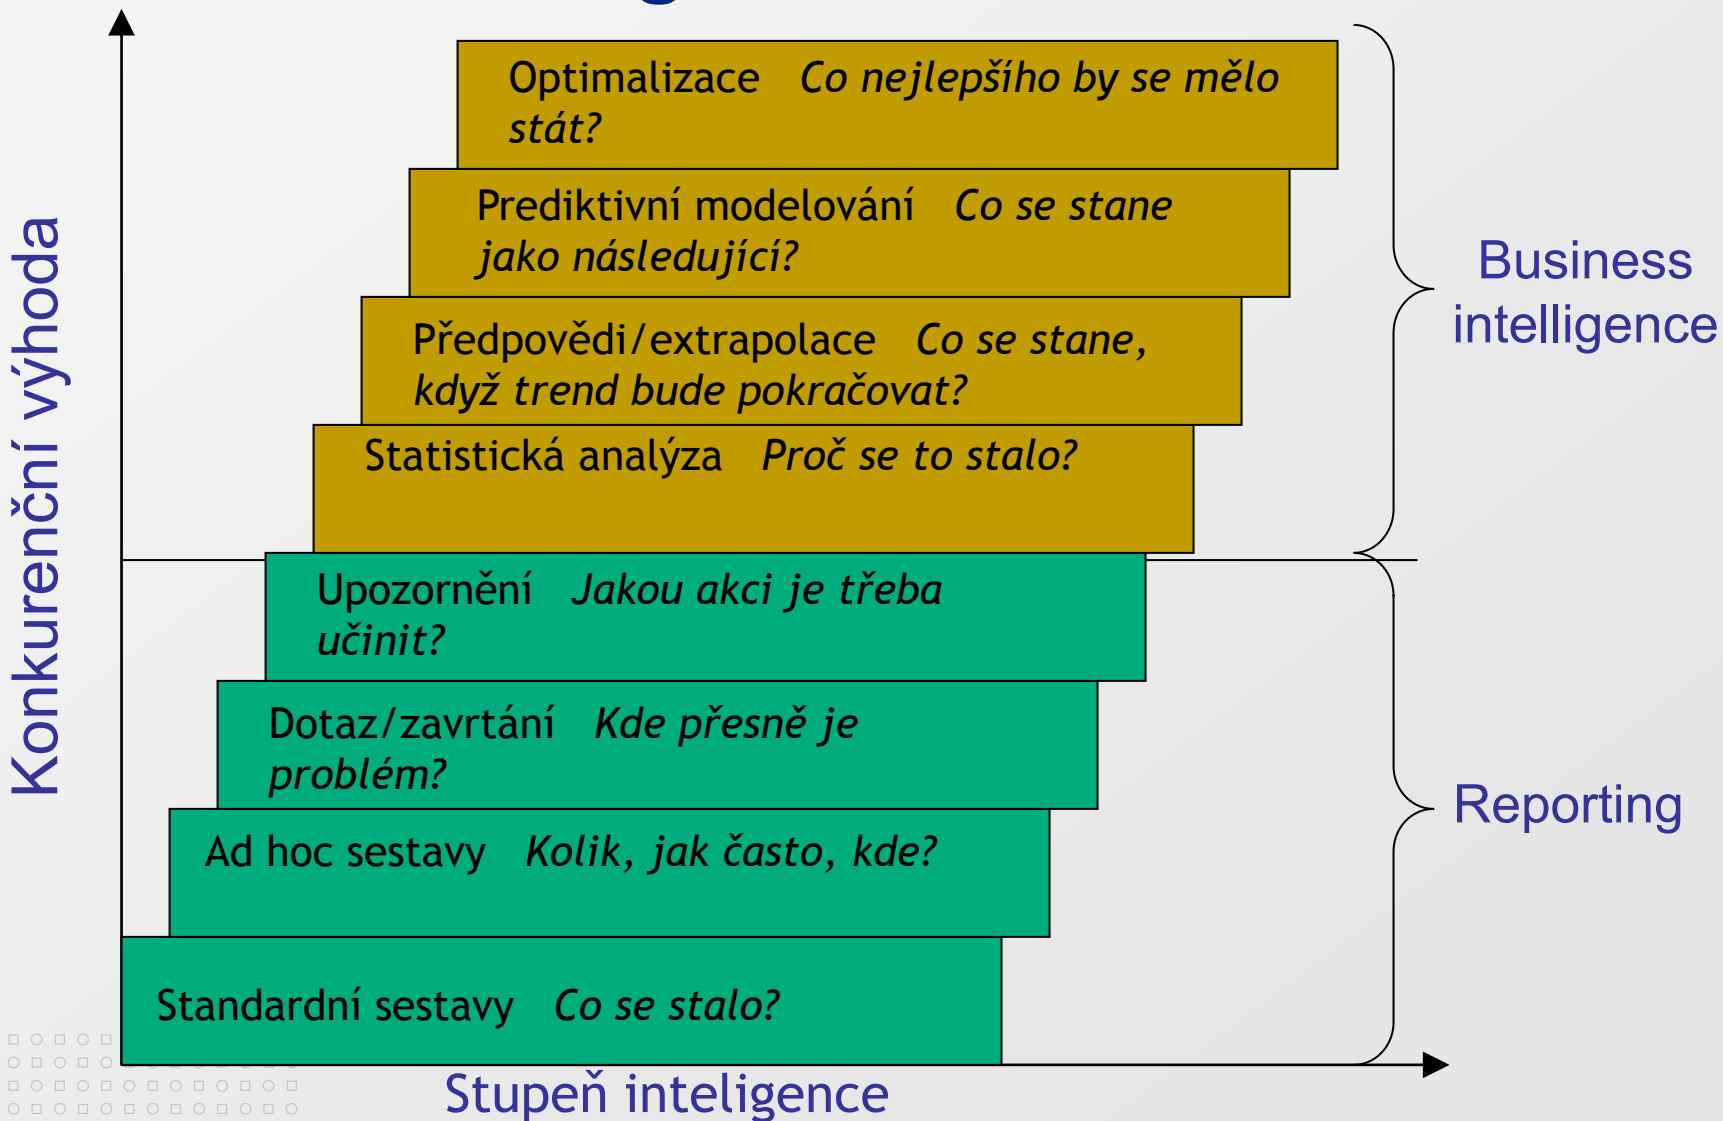 Optimalizace Co nejlepšího by se mělo
stát?
Prediktivní modelování Co se stane
jako následující?
Předpovědi/extrapolace Co se stane,
když trend bude pokračovat?
Statistická analýza Proč se to stalo?
Upozornění Jakou akci je třeba
učinit?
Dotaz/zavrtání Kde přesně je
problém?
Ad hoc sestavy Kolik, jak často, kde?
Standardní sestavy Co se stalo?
Konkurenční výhoda
Stupeň inteligence
Business
intelligence
Reporting